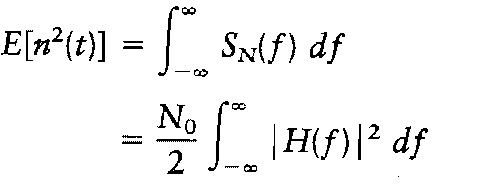 E[n²(t)] = ∫_{-∞}^{∞} S_N(f) df
= N₀/2 ∫_{-∞}^{∞} |H(f)|² df